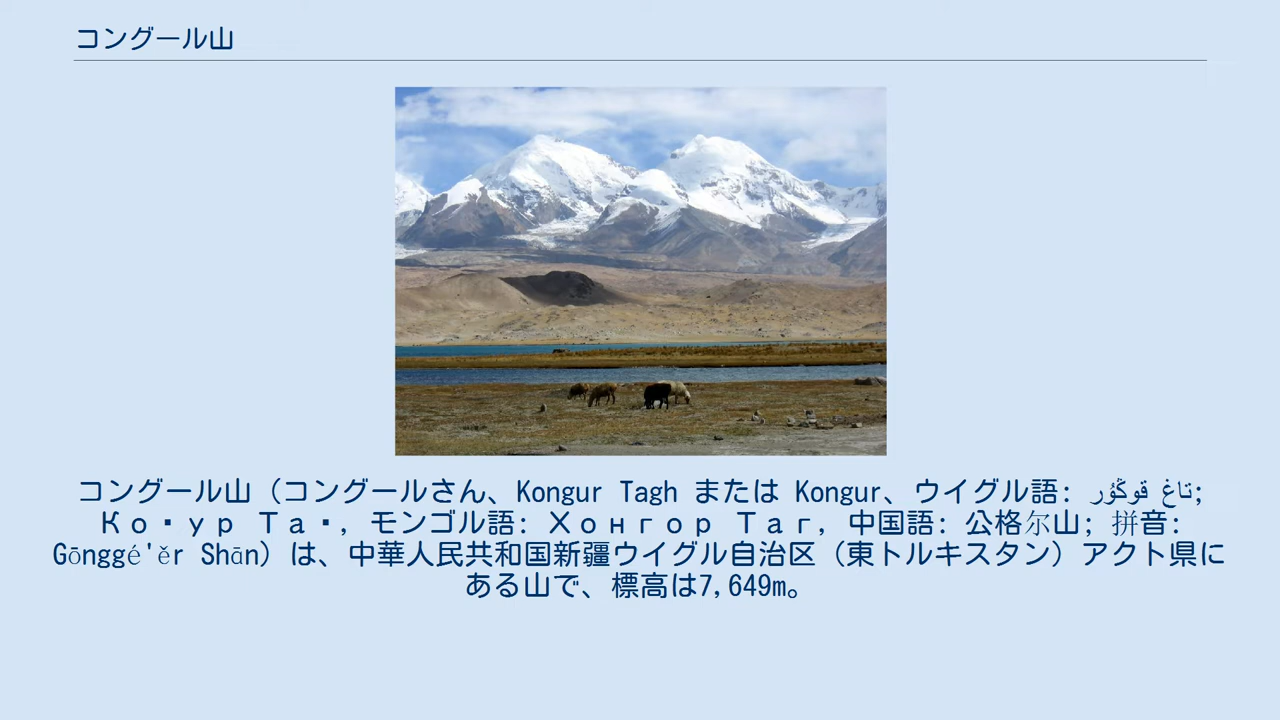 コングール山
コングール山（コングールさん、Kongur Tagh または Kongur、ウイグル語: قوڭۇر تاغ;
Ко▪ур Та▪, モンゴル語: Хонгор Таг, 中国語: 公格尔山; 拼音:
Gōnggé'ěr Shān）は、中華人民共和国新疆ウイグル自治区（東トルキスタン）アクト県に
ある山で、標高は7,649m。